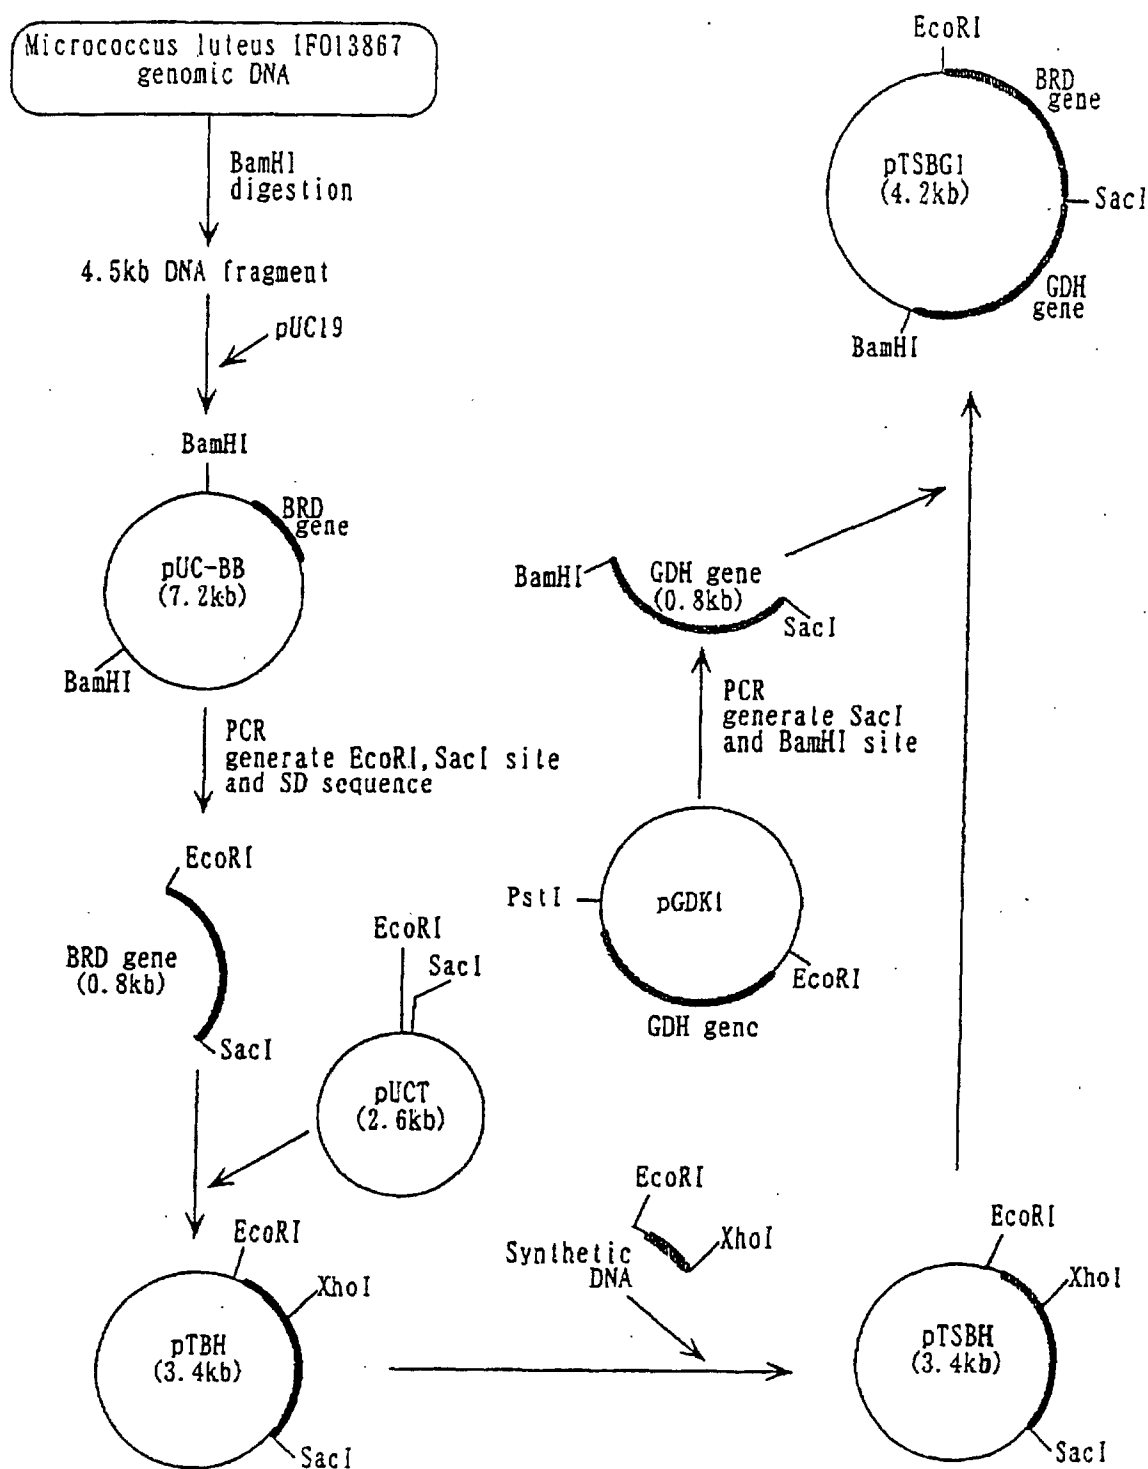 Micrococcus luteus IFO13867
genomic DNA
BamHI
digestion
4.5kb DNA fragment
pUC19
BamHI
BRD
gene
pUC-BB
(7.2kb)
BamHI
PCR
generate EcoRI, SacI site
and SD sequence
EcoRI
BRD gene
(0.8kb)
SacI
EcoRI
SacI
pUCT
(2.6kb)
EcoRI
XhoI
pTBH
(3.4kb)
SacI
EcoRI
XhoI
Synthetic
DNA
EcoRI
XhoI
pTSBH
(3.4kb)
SacI
PstI
pGDK1
EcoRI
GDH genc
PCR
generate SacI
and BamHI site
BamHI
GDH gene
(0.8kb)
SacI
EcoRI
BRD
gene
pTSBG1
(4.2kb)
SacI
GDH
gene
BamHI